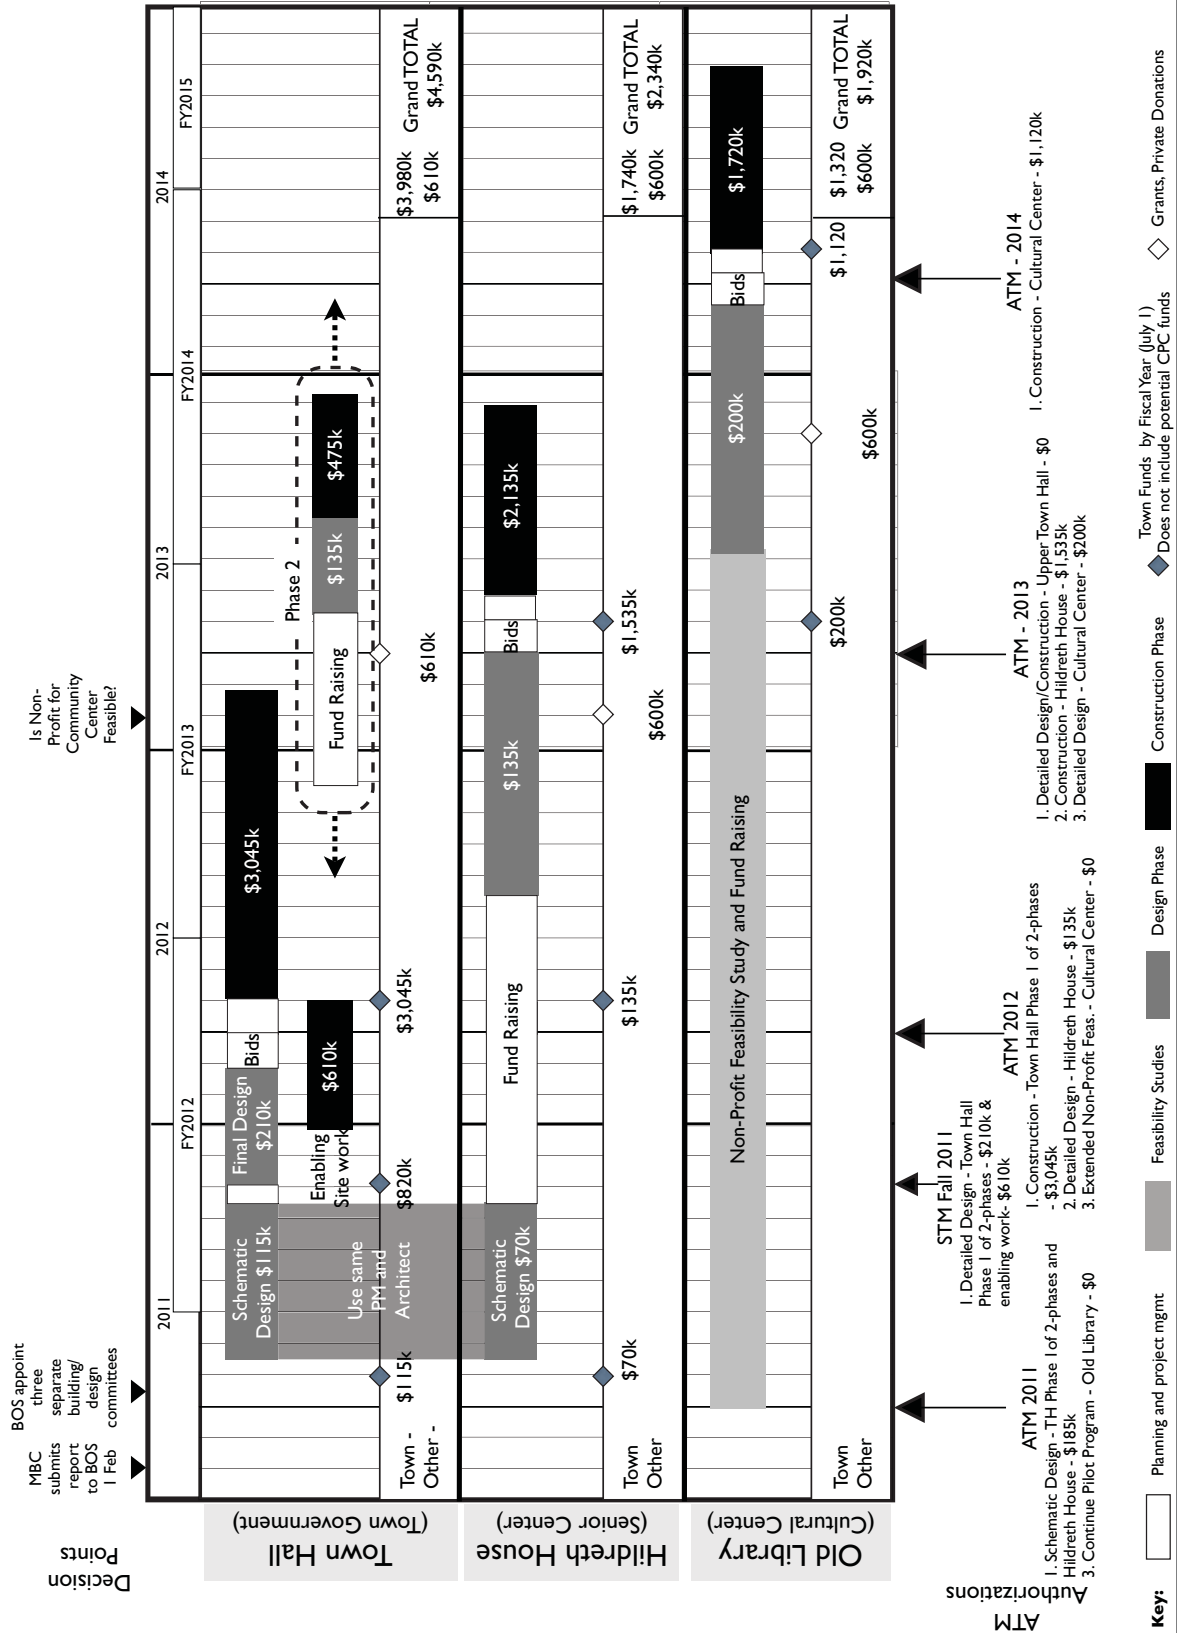 Decision
Points
MBC
submits
report
to BOS
1 Feb
BOS appoint
three
separate
building/
design
committees
Is Non-
Profit for
Community
Center
Feasible?
2011
2012
2013
2014
FY2012
FY2013
FY2014
FY2015
Town Hall
(Town Government)
Schematic
Design $115k
Final Design
$210k
Bids
$3,045k
Enabling
Site work
$610k
Phase 2
Fund Raising
$135k
$475k
Use same
PM and
Architect
Town -
Other -
$115k
$820k
$3,045k
$610k
$3,980k
$610k
Grand TOTAL
$4,590k
Hildreth House
(Senior Center)
Schematic
Design $70k
Fund Raising
$135k
Bids
$2,135k
Town
Other
$70k
$135k
$600k
$1,535k
$1,740k
$600k
Grand TOTAL
$2,340k
Old Library
(Cultural Center)
Non-Profit Feasibility Study and Fund Raising
$200k
Bids
$1,720k
Town
Other
$200k
$600k
$1,120
$1,320
$600k
Grand TOTAL
$1,920k
ATM
Authorizations
ATM 2011
1. Schematic Design - TH Phase 1of 2-phases and
Hildreth House - $185k
3. Continue Pilot Program - Old Library - $0
STM Fall 2011
1. Detailed Design - Town Hall
Phase 1 of 2-phases - $210k &
enabling work- $610k
ATM 2012
1. Construction - Town Hall Phase 1 of 2-phases
- $3,045k
2. Detailed Design - Hildreth House - $135k
3. Extended Non-Profit Feas. - Cultural Center - $0
ATM - 2013
1. Detailed Design/Construction - Upper Town Hall - $0
2. Construction - Hildreth House - $1,535k
3. Detailed Design - Cultural Center - $200k
ATM - 2014
1. Construction - Cultural Center - $1,120k
Key:
Planning and project mgmt
Feasibility Studies
Design Phase
Construction Phase
Town Funds by Fiscal Year (July 1)
Does not include potential CPC funds
Grants, Private Donations